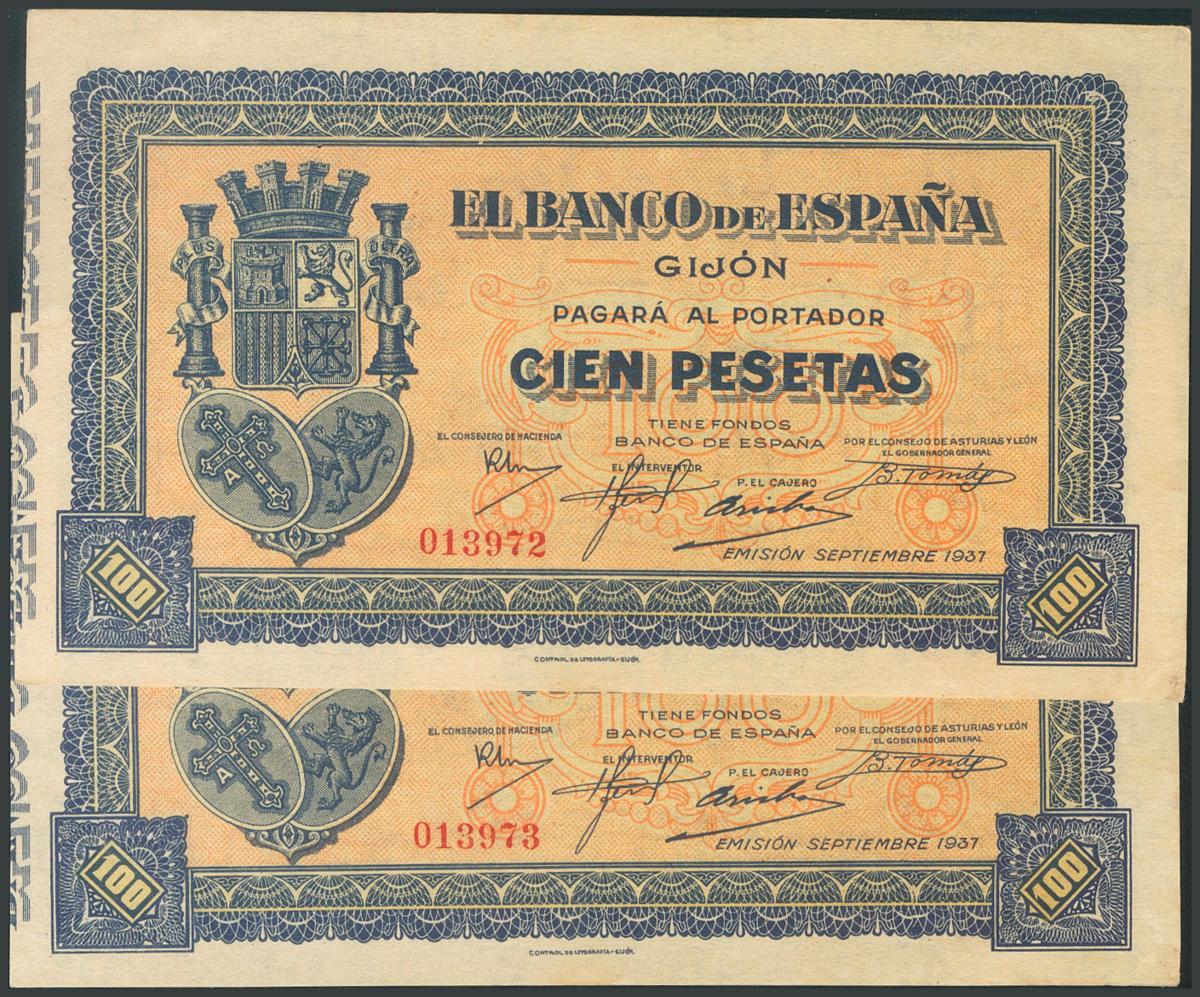 EL BANCO DE ESPAÑA
GIJÓN
PAGARÁ AL PORTADOR
CIEN PESETAS
100
TIENE FONDOS
BANCO DE ESPAÑA
EL CONSEJERO DE HACIENDA
EL INTERVENTOR
P. EL CAJERO
POR EL CONSEJO DE ASTURIAS Y LEÓN
EL GOBERNADOR GENERAL
B. Tomás
PLUS ULTRA
A S
013972
EMISIÓN SEPTIEMBRE 1937
100 100
CONTROL DE LITOGRAFÍA - GIJÓN
100
TIENE FONDOS
BANCO DE ESPAÑA
EL CONSEJERO DE HACIENDA
EL INTERVENTOR
P. EL CAJERO
POR EL CONSEJO DE ASTURIAS Y LEÓN
EL GOBERNADOR GENERAL
B. Tomás
A S
013973
EMISIÓN SEPTIEMBRE 1937
100 100
CONTROL DE LITOGRAFÍA - GIJÓN